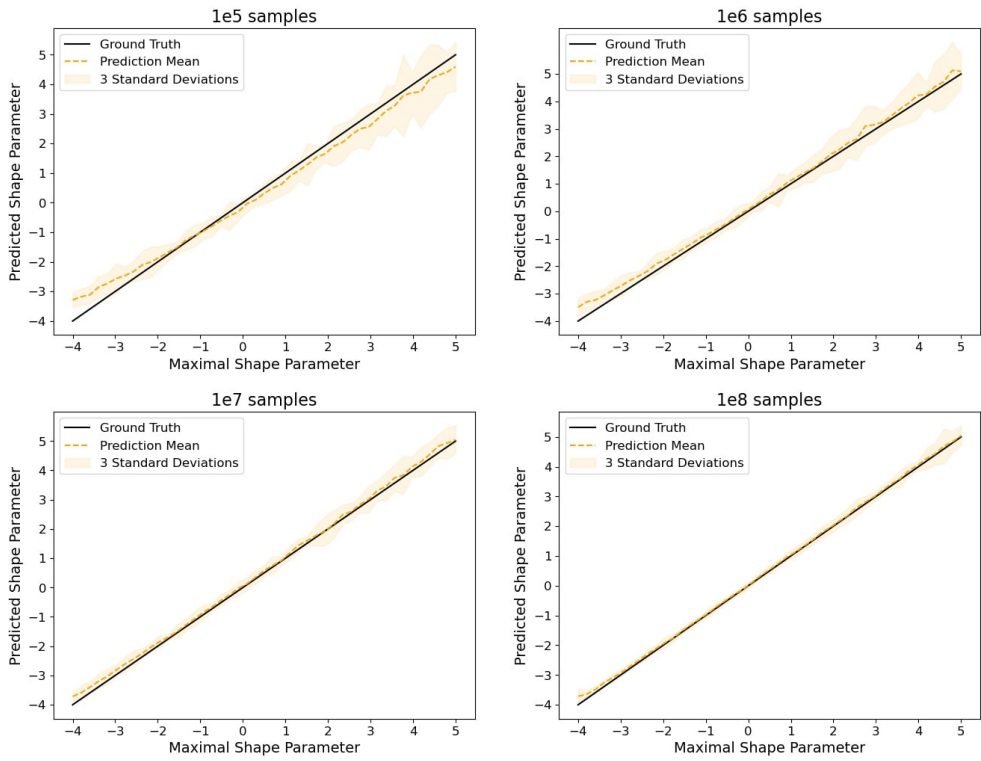 1e5 samples
Ground Truth
Prediction Mean
3 Standard Deviations
5
4
3
2
1
0
−1
−2
−3
−4
Predicted Shape Parameter
−4 −3 −2 −1 0 1 2 3 4 5
Maximal Shape Parameter
1e6 samples
Ground Truth
Prediction Mean
3 Standard Deviations
5
4
3
2
1
0
−1
−2
−3
−4
Predicted Shape Parameter
−4 −3 −2 −1 0 1 2 3 4 5
Maximal Shape Parameter
1e7 samples
Ground Truth
Prediction Mean
3 Standard Deviations
5
4
3
2
1
0
−1
−2
−3
−4
Predicted Shape Parameter
−4 −3 −2 −1 0 1 2 3 4 5
Maximal Shape Parameter
1e8 samples
Ground Truth
Prediction Mean
3 Standard Deviations
5
4
3
2
1
0
−1
−2
−3
−4
Predicted Shape Parameter
−4 −3 −2 −1 0 1 2 3 4 5
Maximal Shape Parameter